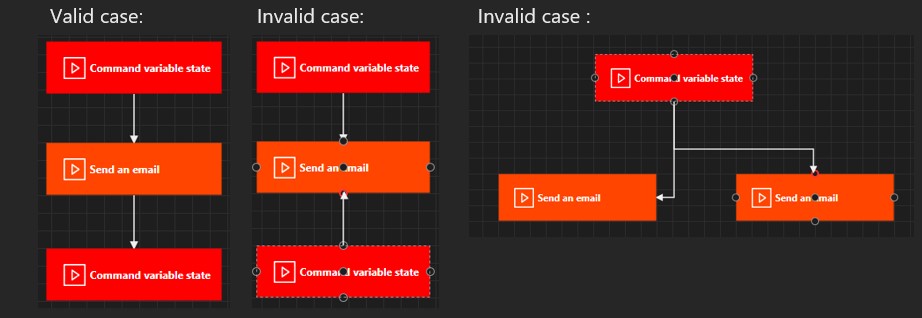 Valid case:
Invalid case:
Invalid case :
Command variable state
Send an email
Command variable state
Command variable state
Send an email
Command variable state
Command variable state
Send an email
Send an email